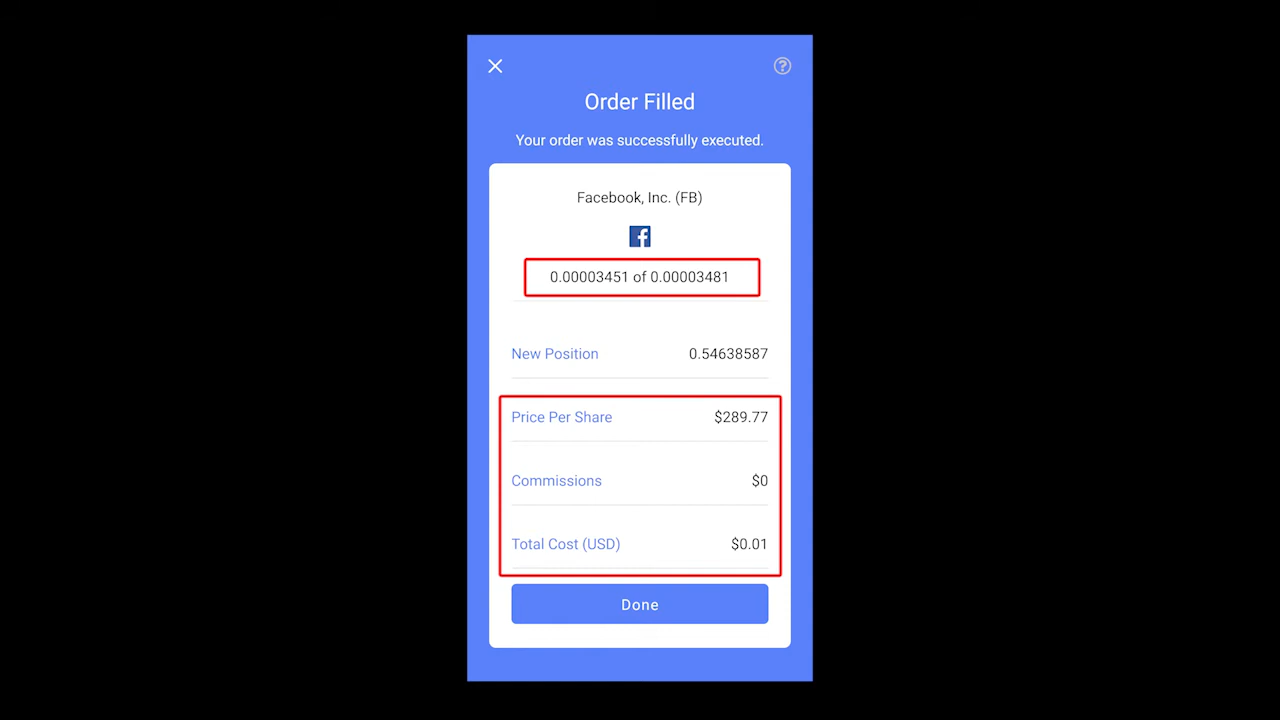 Order Filled
Your order was successfully executed.
Facebook, Inc. (FB)
0.00003451 of 0.00003481
New Position 0.54638587
Price Per Share $289.77
Commissions $0
Total Cost (USD) $0.01
Done